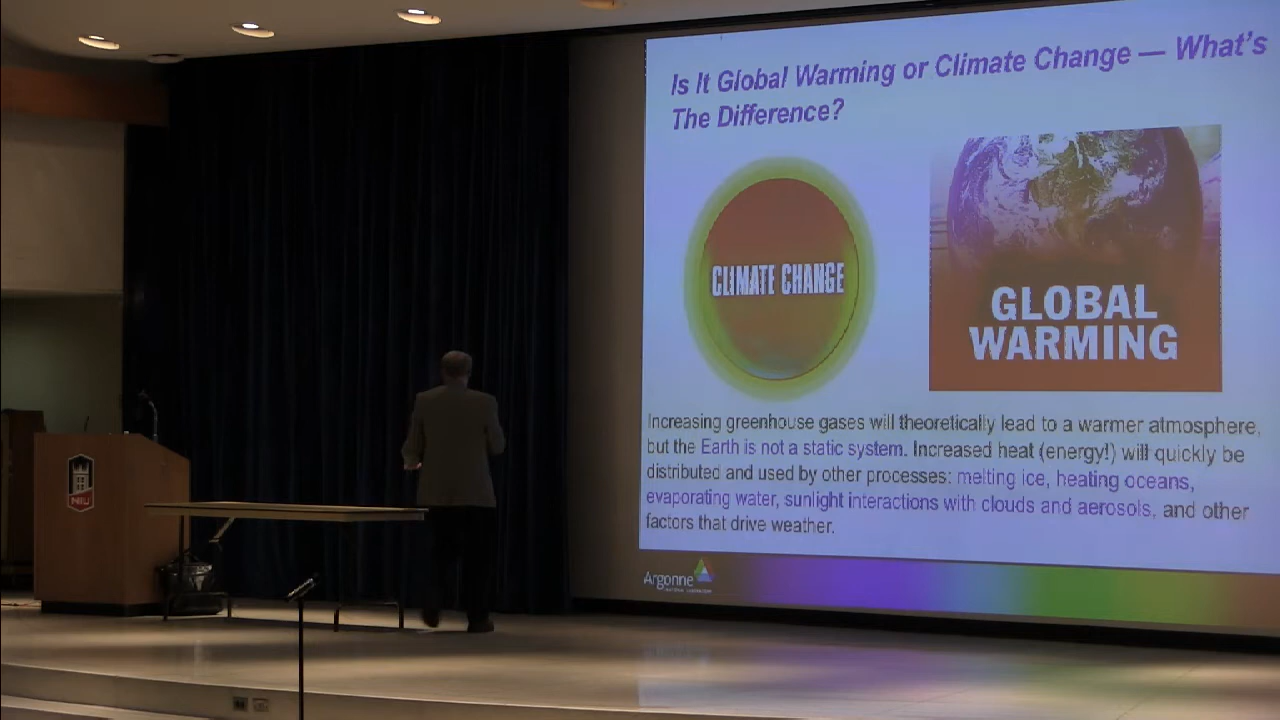 Is It Global Warming or Climate Change — What's
The Difference?
CLIMATE CHANGE
GLOBAL
WARMING
Increasing greenhouse gases will theoretically lead to a warmer atmosphere,
but the Earth is not a static system. Increased heat (energy!) will quickly be
distributed and used by other processes: melting ice, heating oceans,
evaporating water, sunlight interactions with clouds and aerosols, and other
factors that drive weather.
Argonne
NIU